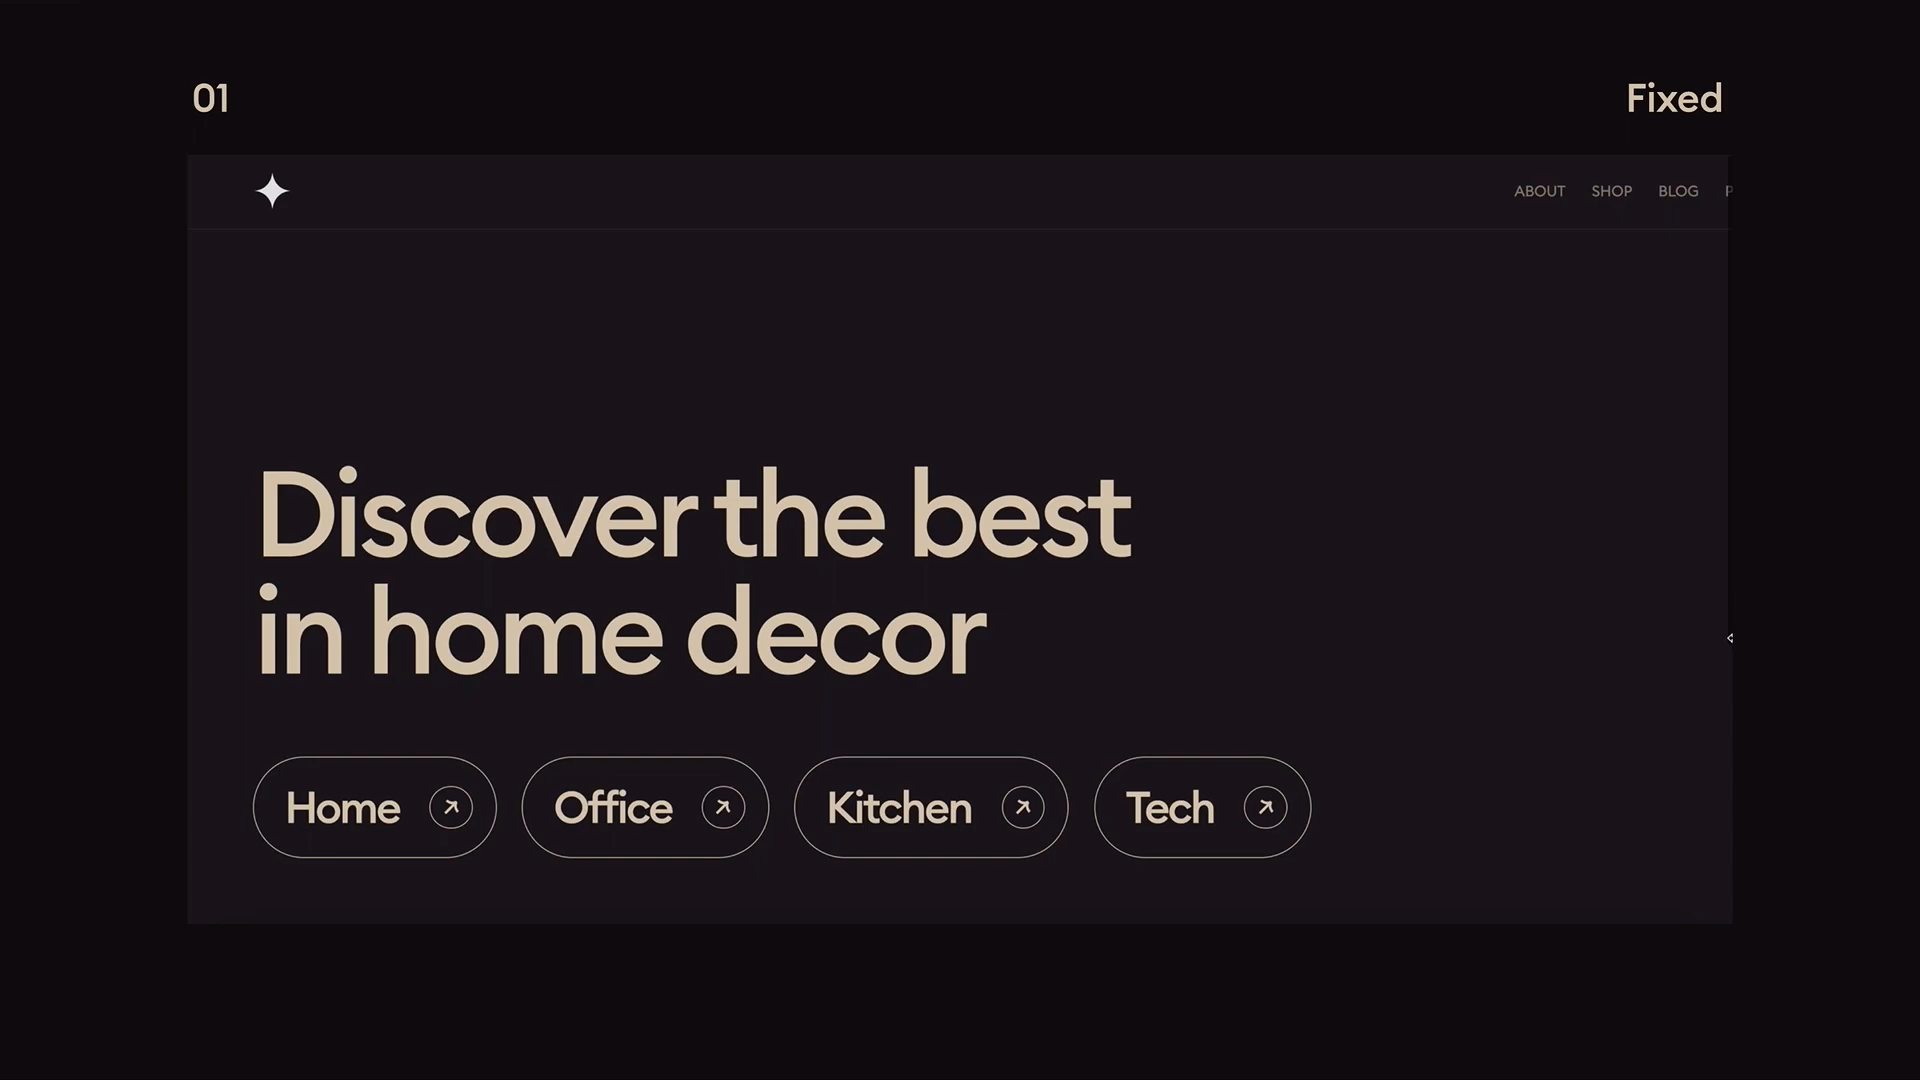 01
Fixed
ABOUT SHOP BLOG
Discover the best
in home decor
Home
Office
Kitchen
Tech